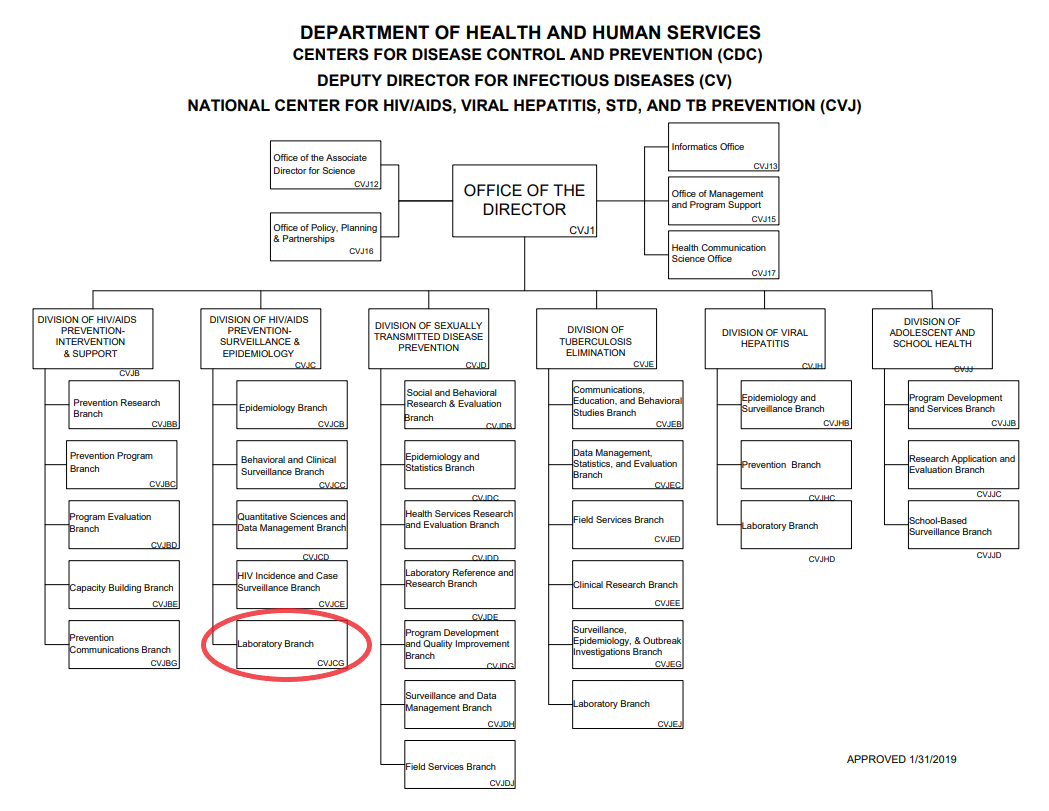 DEPARTMENT OF HEALTH AND HUMAN SERVICES
CENTERS FOR DISEASE CONTROL AND PREVENTION (CDC)
DEPUTY DIRECTOR FOR INFECTIOUS DISEASES (CV)
NATIONAL CENTER FOR HIV/AIDS, VIRAL HEPATITIS, STD, AND TB PREVENTION (CVJ)
Office of the Associate
Director for Science
CVJ12
Office of Policy, Planning
& Partnerships
CVJ16
OFFICE OF THE
DIRECTOR
CVJ1
Informatics Office
CVJ13
Office of Management
and Program Support
CVJ15
Health Communication
Science Office
CVJ17
DIVISION OF HIV/AIDS
PREVENTION-
INTERVENTION
& SUPPORT
CVJB
Prevention Research
Branch
CVJBB
Prevention Program
Branch
CVJBC
Program Evaluation
Branch
CVJBD
Capacity Building Branch
CVJBE
Prevention
Communications Branch
CVJBG
DIVISION OF HIV/AIDS
PREVENTION-
SURVEILLANCE &
EPIDEMIOLOGY
CVJC
Epidemiology Branch
CVJCB
Behavioral and Clinical
Surveillance Branch
CVJCC
Quantitative Sciences and
Data Management Branch
CVJCD
HIV Incidence and Case
Surveillance Branch
CVJCE
Laboratory Branch
CVJCG
DIVISION OF SEXUALLY
TRANSMITTED DISEASE
PREVENTION
CVJD
Social and Behavioral
Research & Evaluation
Branch
CVJDB
Epidemiology and
Statistics Branch
CVJDC
Health Services Research
and Evaluation Branch
CVJDD
Laboratory Reference and
Research Branch
CVJDE
Program Development
and Quality Improvement
Branch
CVJDG
Surveillance and Data
Management Branch
CVJDH
Field Services Branch
CVJDJ
DIVISION OF
TUBERCULOSIS
ELIMINATION
CVJE
Communications,
Education, and Behavioral
Studies Branch
CVJEB
Data Management,
Statistics, and Evaluation
Branch
CVJEC
Field Services Branch
CVJED
Clinical Research Branch
CVJEE
Surveillance,
Epidemiology, & Outbreak
Investigations Branch
CVJEG
Laboratory Branch
CVJEJ
DIVISION OF VIRAL
HEPATITIS
CVJH
Epidemiology and
Surveillance Branch
CVJHB
Prevention Branch
CVJHC
Laboratory Branch
CVJHD
DIVISION OF
ADOLESCENT AND
SCHOOL HEALTH
CVJJ
Program Development
and Services Branch
CVJJB
Research Application and
Evaluation Branch
CVJJC
School-Based
Surveillance Branch
CVJJD
APPROVED 1/31/2019